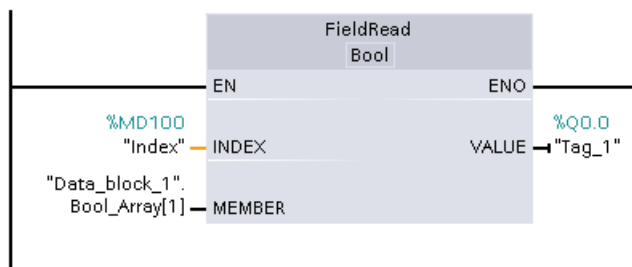 FieldRead
Bool
EN
ENO
%MD100
"Index"
INDEX
%Q0.0
VALUE
"Tag_1"
"Data_block_1".
Bool_Array[1]
MEMBER